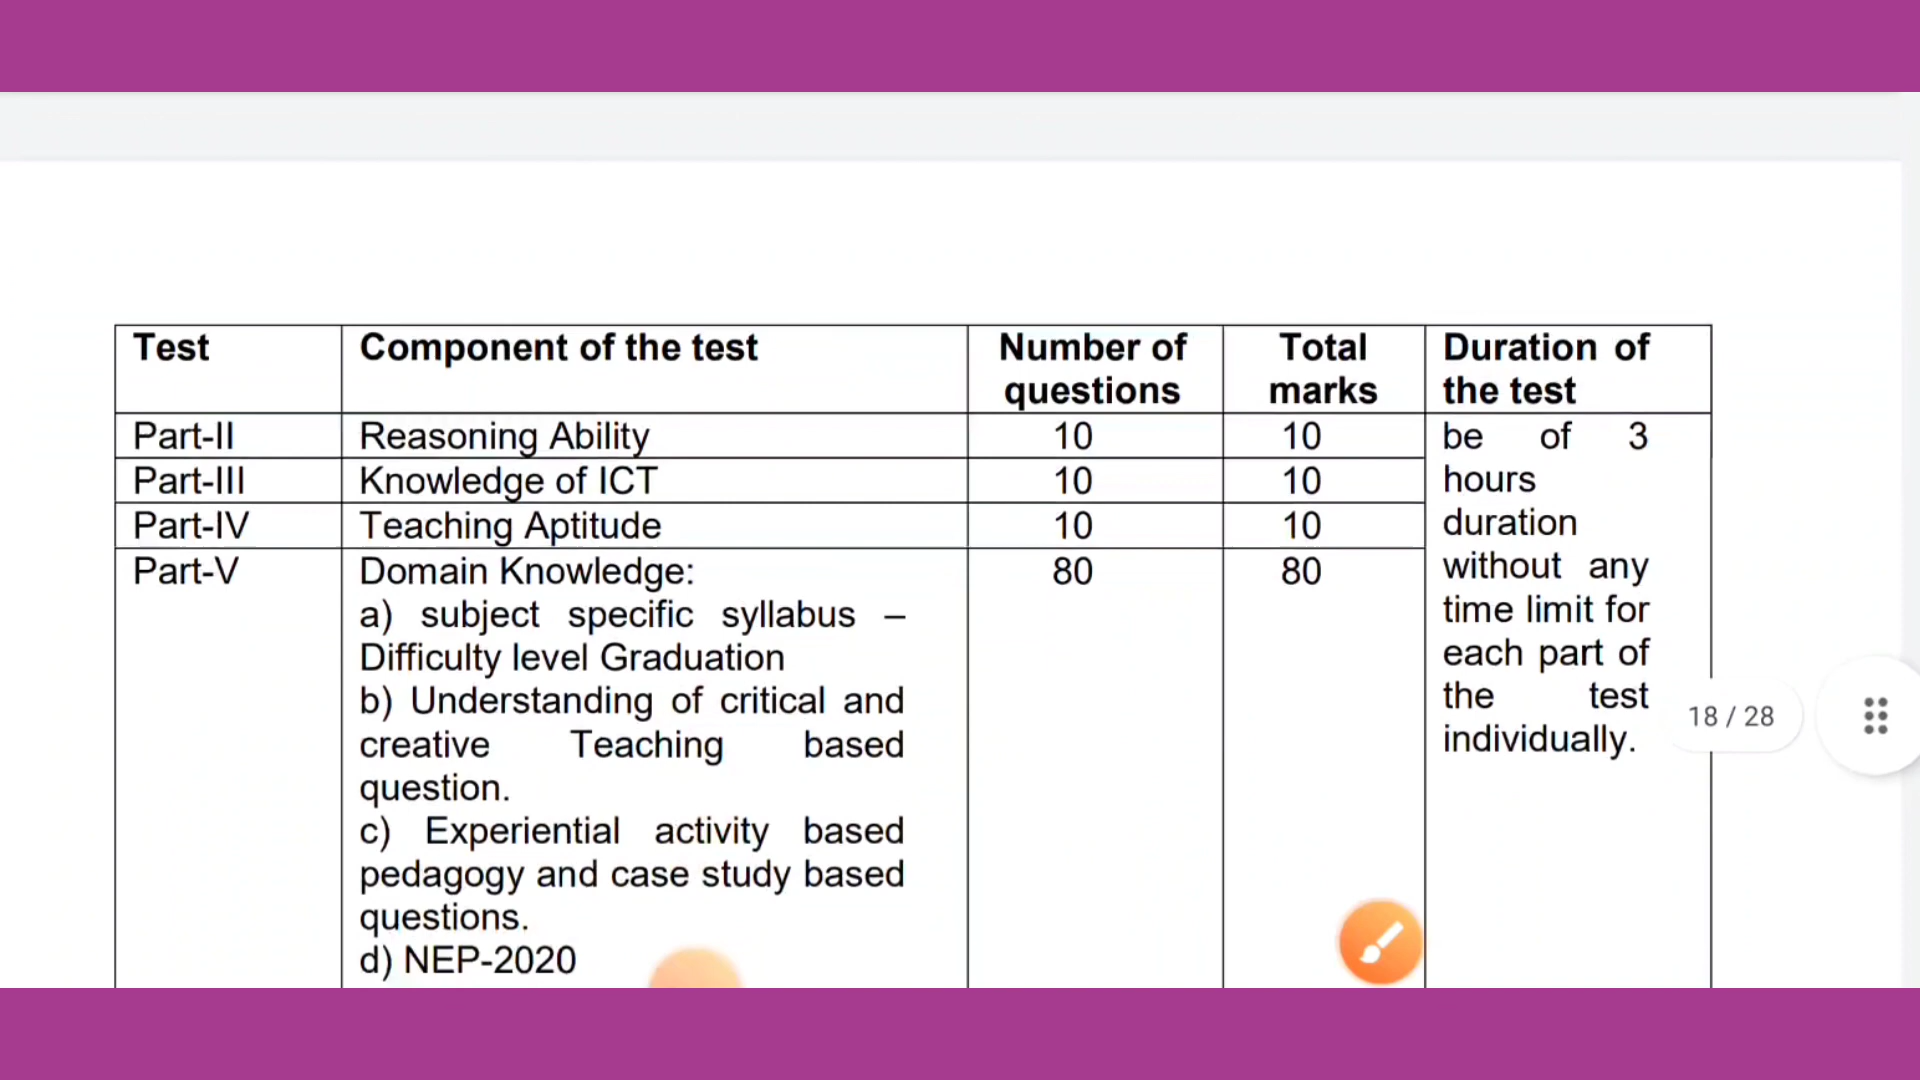 Test Component of the test Number of questions Total marks Duration of the test
Part-II Reasoning Ability 10 10
Part-III Knowledge of ICT 10 10
Part-IV Teaching Aptitude 10 10
Part-V Domain Knowledge: 80 80
a) subject specific syllabus –
Difficulty level Graduation
b) Understanding of critical and
creative Teaching based
question.
c) Experiential activity based
pedagogy and case study based
questions.
d) NEP-2020
be of 3
hours
duration
without any
time limit for
each part of
the test
individually.
18 / 28